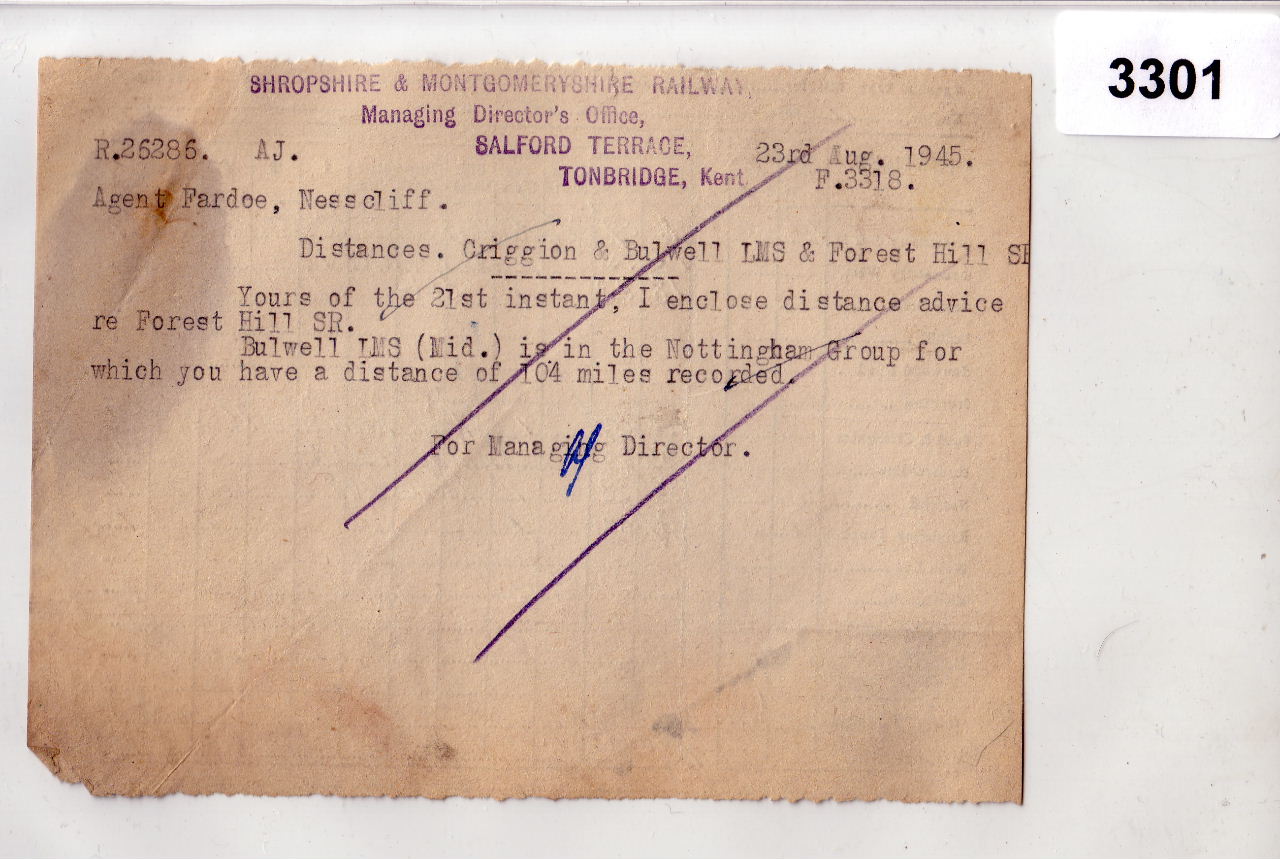 3301
SHROPSHIRE & MONTGOMERYSHIRE RAILWAY,
Managing Director's Office,
SALFORD TERRACE,
TONBRIDGE, Kent
R.26286. AJ.
23rd Aug. 1945.
F.3318.
Agent Fardoe, Nesscliff.
Distances. Criggion & Bulwell LMS & Forest Hill SR
-------------
Yours of the 21st instant, I enclose distance advice
re Forest Hill SR.
Bulwell LMS (Mid.) is in the Nottingham Group for
which you have a distance of 104 miles recorded.
For Managing Director.